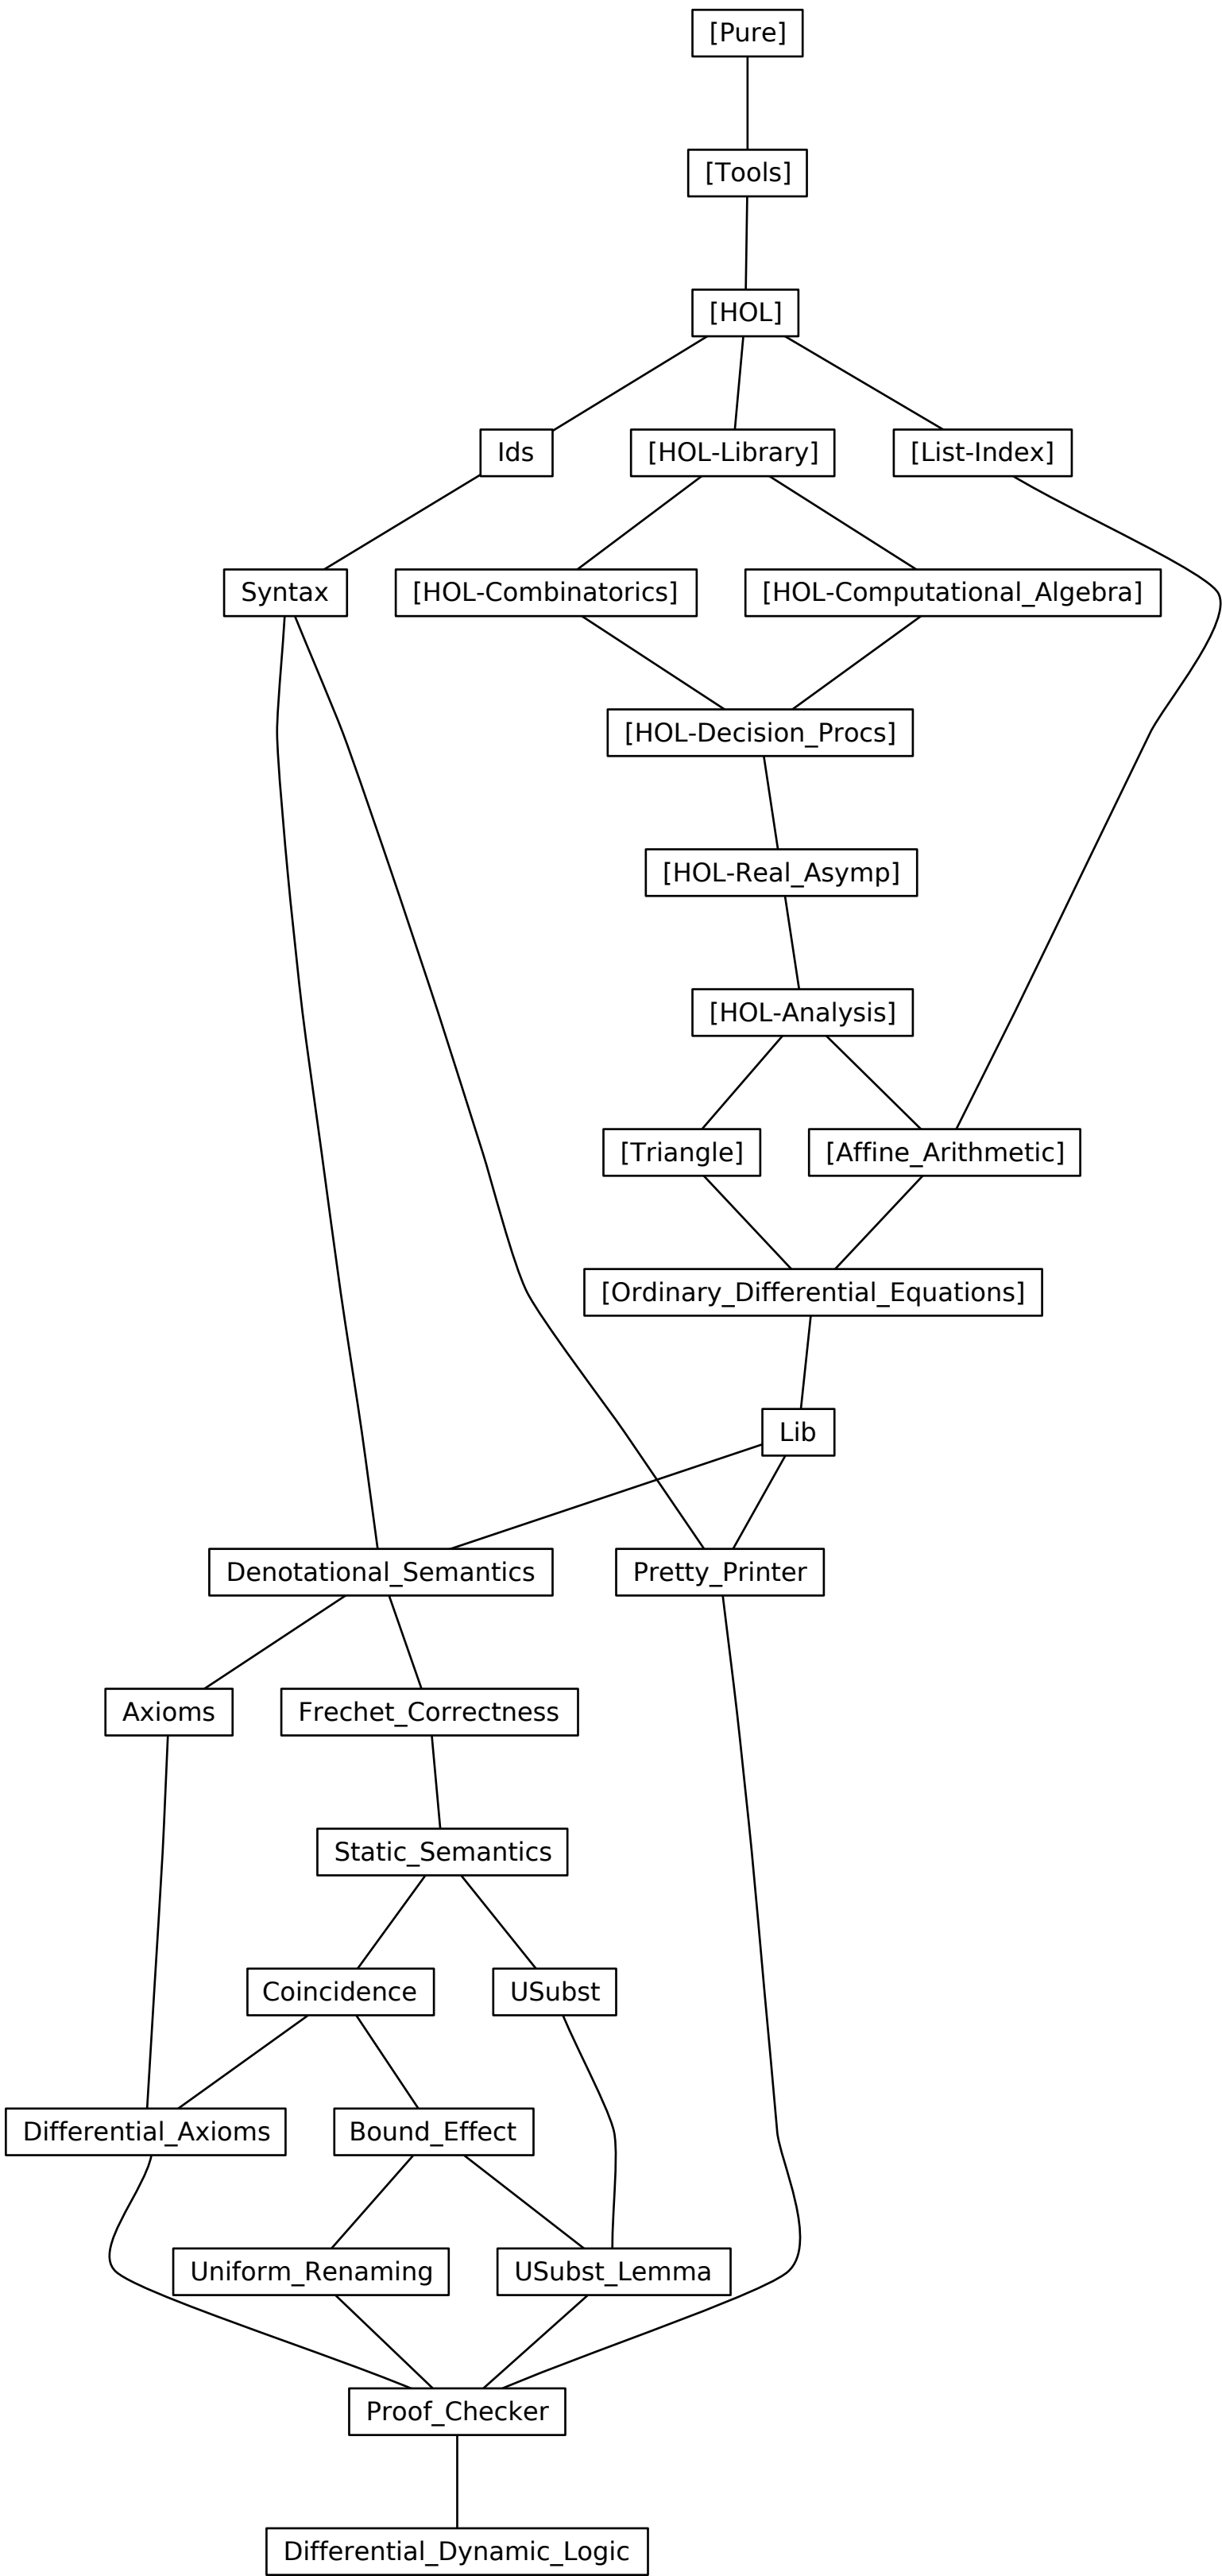 [Pure]
[Tools]
[HOL]
Ids
[HOL-Library]
[List-Index]
Syntax
[HOL-Combinatorics]
[HOL-Computational_Algebra]
[HOL-Decision_Procs]
[HOL-Real_Asymp]
[HOL-Analysis]
[Triangle]
[Affine_Arithmetic]
[Ordinary_Differential_Equations]
Lib
Denotational_Semantics
Pretty_Printer
Axioms
Frechet_Correctness
Static_Semantics
Coincidence
USubst
Differential_Axioms
Bound_Effect
Uniform_Renaming
USubst_Lemma
Proof_Checker
Differential_Dynamic_Logic